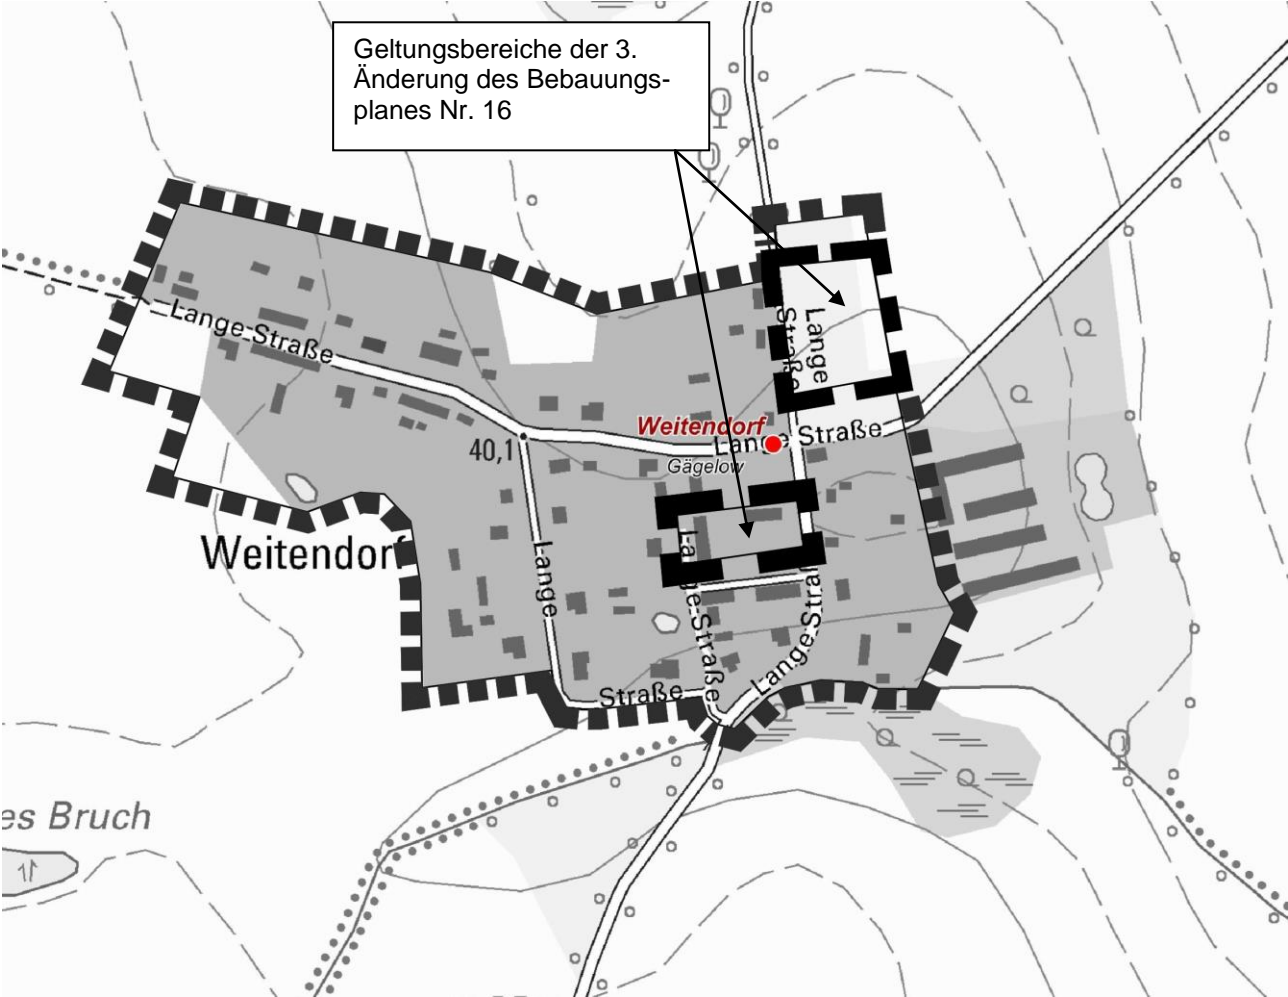 Geltungsbereiche der 3.
Änderung des Bebauungs-
planes Nr. 16
Lange Straße
Lange
Straße
Weitendorf
Lange Straße
40,1
Gägelow
Weitendorf
Lange
Lange Straße
Lange Straße
Straße
es Bruch